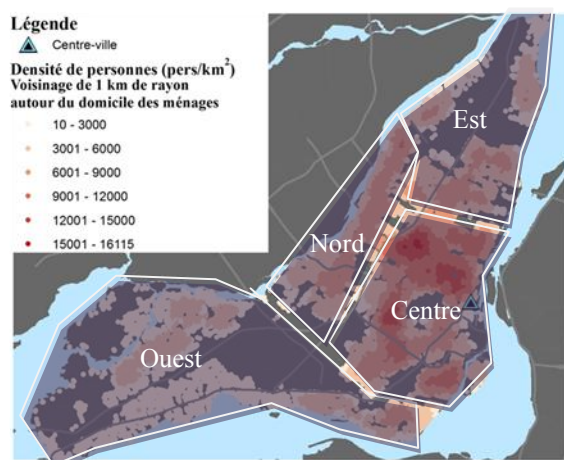 Légende
Centre-ville
Densité de personnes (pers/km²)
Voisinage de 1 km de rayon
autour du domicile des ménages
10 - 3000
3001 - 6000
6001 - 9000
9001 - 12000
12001 - 15000
15001 - 16115
Est
Nord
Centre
Ouest